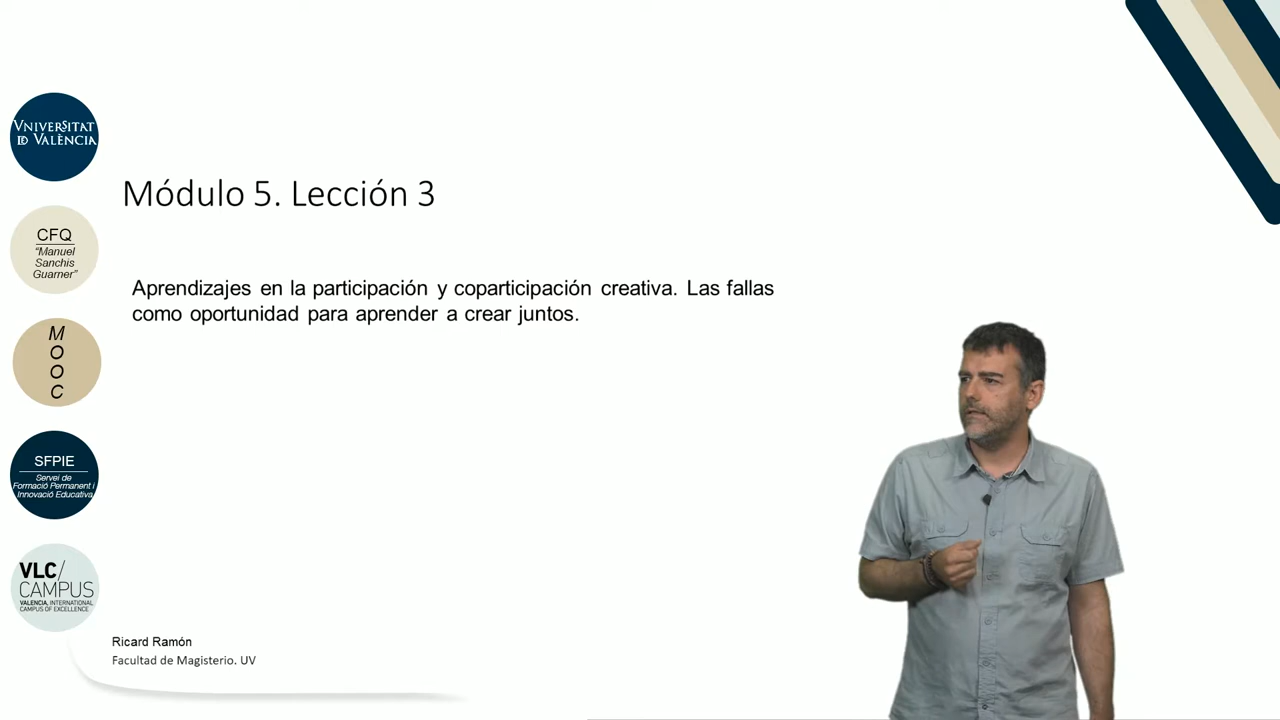 VNIVERSITAT
ID VALÈNCIA
Módulo 5. Lección 3
CFQ
“Manuel
Sanchis
Guarner”
Aprendizajes en la participación y coparticipación creativa. Las fallas
como oportunidad para aprender a crear juntos.
M
O
O
C
SFPIE
Servei de
Formació Permanent i
Innovació Educativa
VLC/
CAMPUS
VALENCIA, INTERNATIONAL
CAMPUS OF EXCELLENCE
Ricard Ramón
Facultad de Magisterio. UV